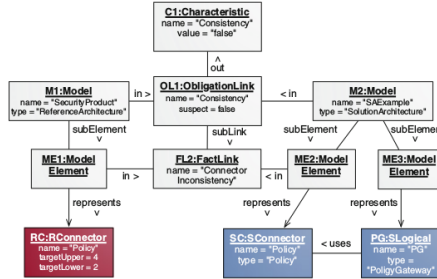 C1:Characteristic
name = "Consistency"
value = "false"
^
out
M1:Model
name = "SecurityProduct"
type = "ReferenceArchitecture"
in >
OL1:ObligationLink
name = "Consistency"
suspect = false
< in
M2:Model
name = "SAExample"
type = "SolutionArchitecture"
subElement
v
subLink
v
subElement
v
subElement
v
ME1:Model
Element
in >
FL2:FactLink
name = "Connector
Inconsistency"
< in
ME2:Model
Element
ME3:Model
Element
represents
v
represents
v
represents
v
RC:RConnector
name = "Policy"
targetUpper = 4
targetLower = 2
SC:SConnector
name = "Policy"
type = "Policy"
< uses
PG:SLogical
name = "PG"
type =
"PoligyGateway"